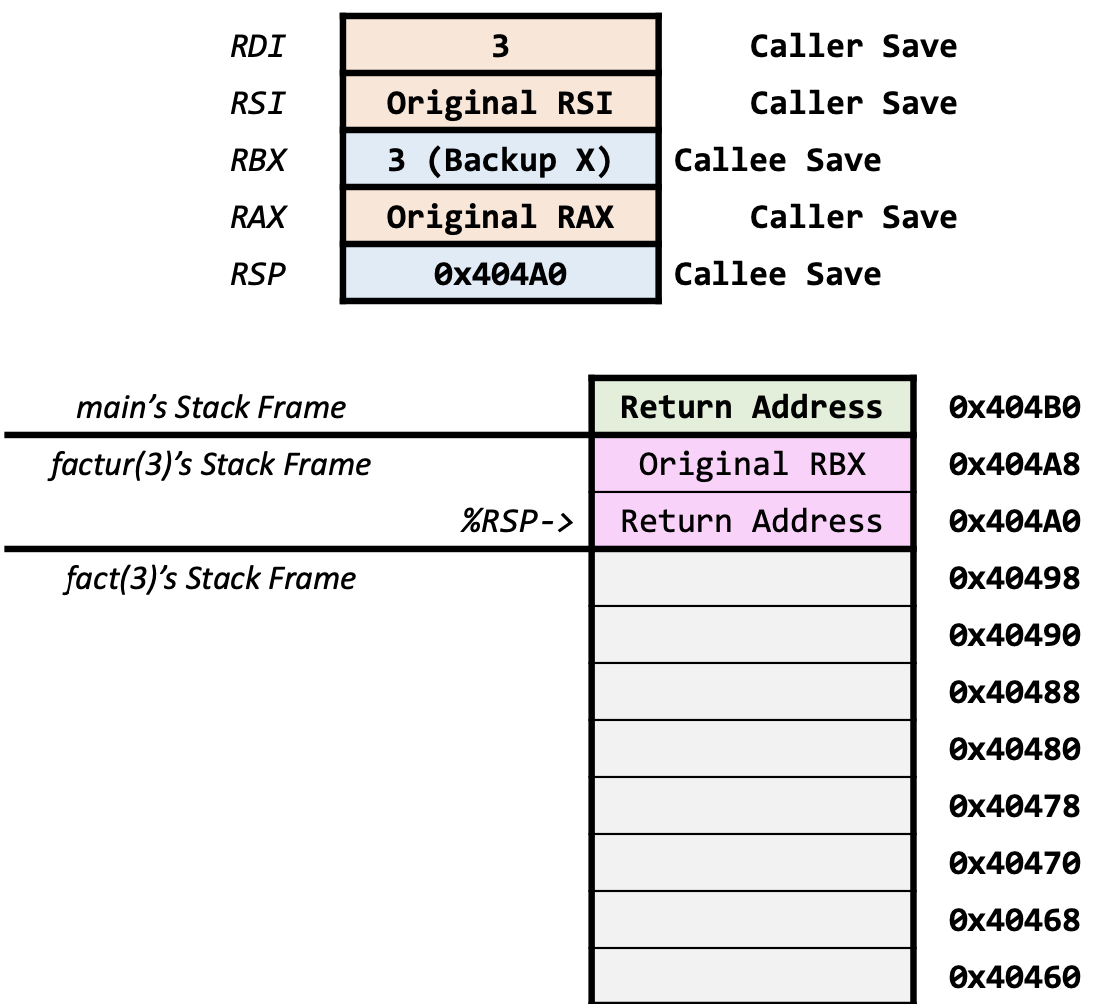 RDI 3 Caller Save
RSI Original RSI Caller Save
RBX 3 (Backup X) Callee Save
RAX Original RAX Caller Save
RSP 0x404A0 Callee Save
main's Stack Frame Return Address 0x404B0
factur(3)'s Stack Frame Original RBX 0x404A8
%RSP-> Return Address 0x404A0
fact(3)'s Stack Frame 0x40498
0x40490
0x40488
0x40480
0x40478
0x40470
0x40468
0x40460